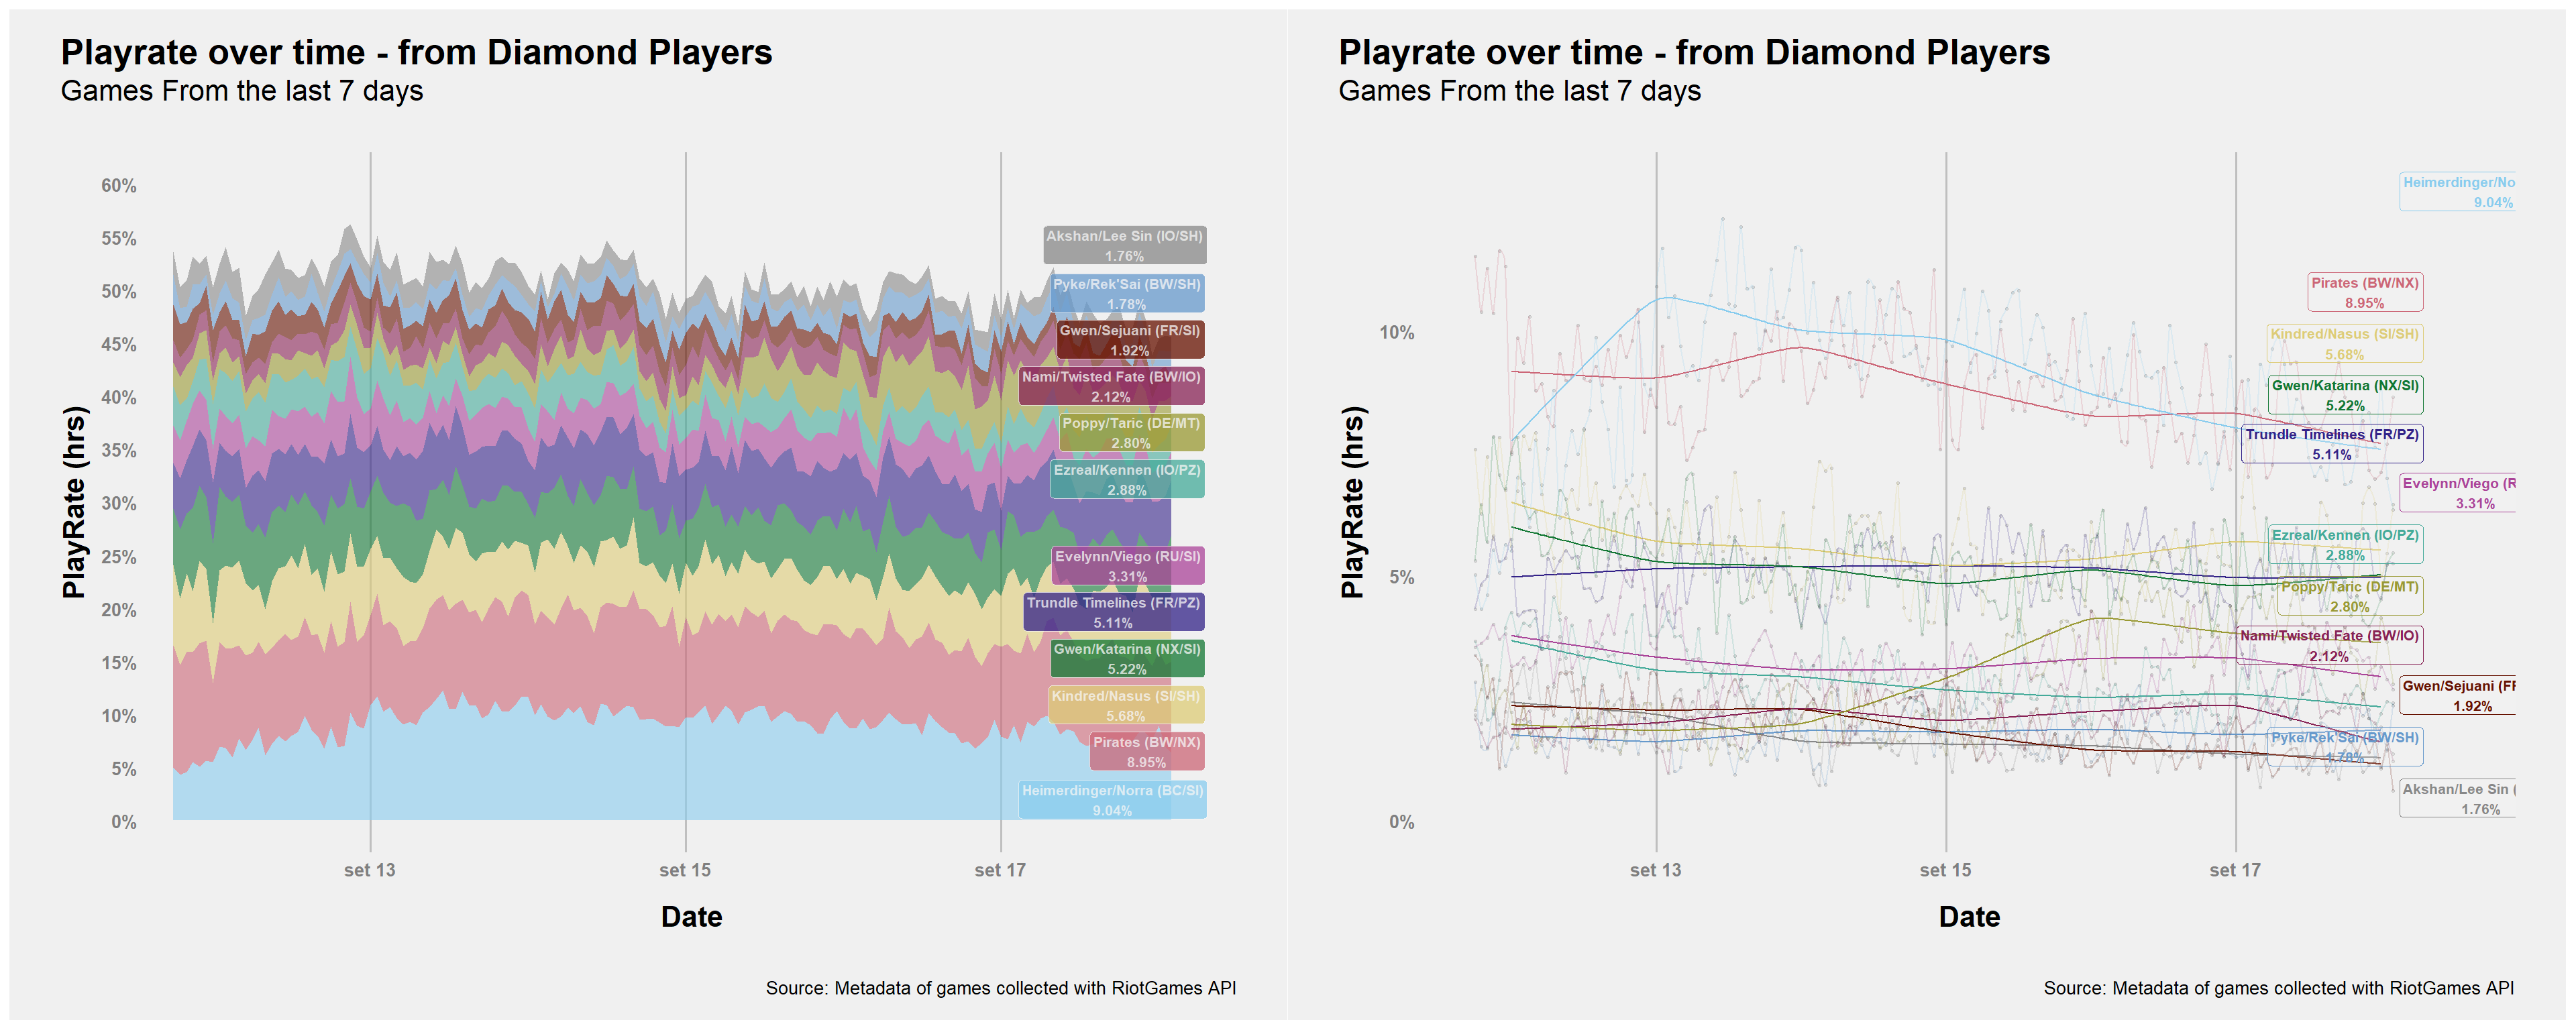 Playrate over time - from Diamond Players
Games From the last 7 days
PlayRate (hrs)
60%
55%
50%
45%
40%
35%
30%
25%
20%
15%
10%
5%
0%
Akshan/Lee Sin (IO/SH)
1.76%
Pyke/Rek'Sai (BW/SH)
1.78%
Gwen/Sejuani (FR/SI)
1.92%
Nami/Twisted Fate (BW/IO)
2.12%
Poppy/Taric (DE/MT)
2.80%
Ezreal/Kennen (IO/PZ)
2.88%
Evelynn/Viego (RU/SI)
3.31%
Trundle Timelines (FR/PZ)
5.11%
Gwen/Katarina (NX/SI)
5.22%
Kindred/Nasus (SI/SH)
5.68%
Pirates (BW/NX)
8.95%
Heimerdinger/Norra (BC/SI)
9.04%
set 13
set 15
set 17
Date
Source: Metadata of games collected with RiotGames API
Playrate over time - from Diamond Players
Games From the last 7 days
PlayRate (hrs)
10%
5%
0%
Heimerdinger/No
9.04%
Pirates (BW/NX)
8.95%
Kindred/Nasus (SI/SH)
5.68%
Gwen/Katarina (NX/SI)
5.22%
Trundle Timelines (FR/PZ)
5.11%
Evelynn/Viego (R
3.31%
Ezreal/Kennen (IO/PZ)
2.88%
Poppy/Taric (DE/MT)
2.80%
Nami/Twisted Fate (BW/IO)
2.12%
Gwen/Sejuani (FR
1.92%
Pyke/Rek'Sai (BW/SH)
1.78%
Akshan/Lee Sin (
1.76%
set 13
set 15
set 17
Date
Source: Metadata of games collected with RiotGames API